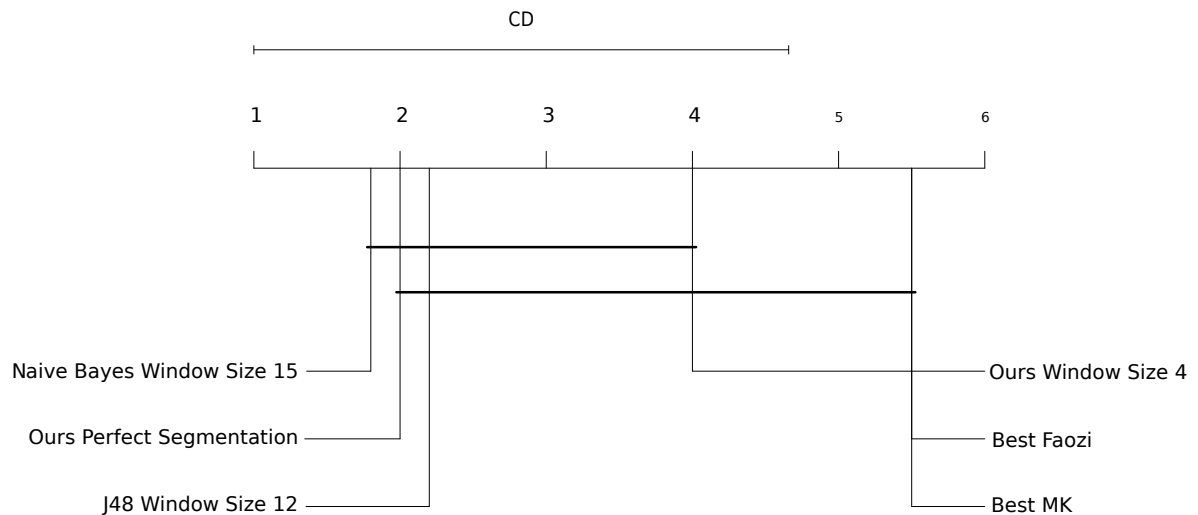 CD
1 2 3 4 5 6
Naive Bayes Window Size 15
Ours Window Size 4
Ours Perfect Segmentation
Best Faozi
J48 Window Size 12
Best MK